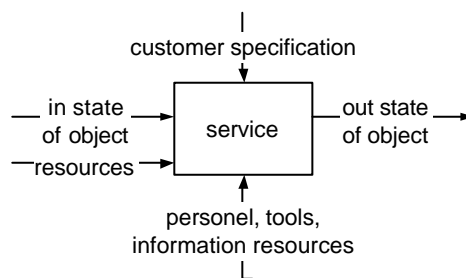 customer specification
in state
of object
resources
service
out state
of object
personel, tools,
information resources